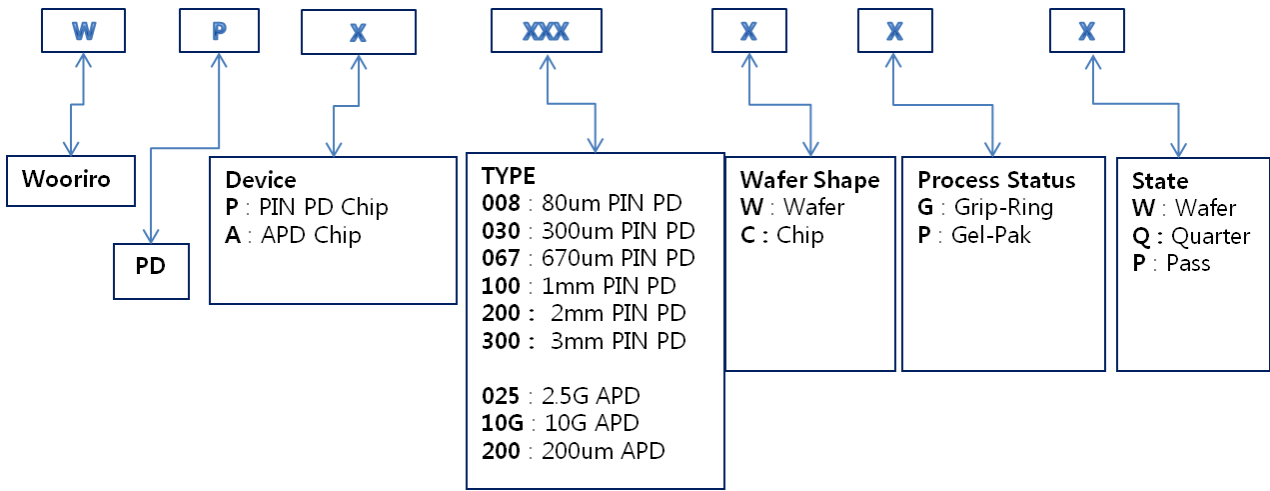 W P X XXX X X X
Wooriro
PD
Device
P : PIN PD Chip
A : APD Chip
TYPE
008 : 80um PIN PD
030 : 300um PIN PD
067 : 670um PIN PD
100 : 1mm PIN PD
200 : 2mm PIN PD
300 : 3mm PIN PD
025 : 2.5G APD
10G : 10G APD
200 : 200um APD
Wafer Shape
W : Wafer
C : Chip
Process Status
G : Grip-Ring
P : Gel-Pak
State
W : Wafer
Q : Quarter
P : Pass